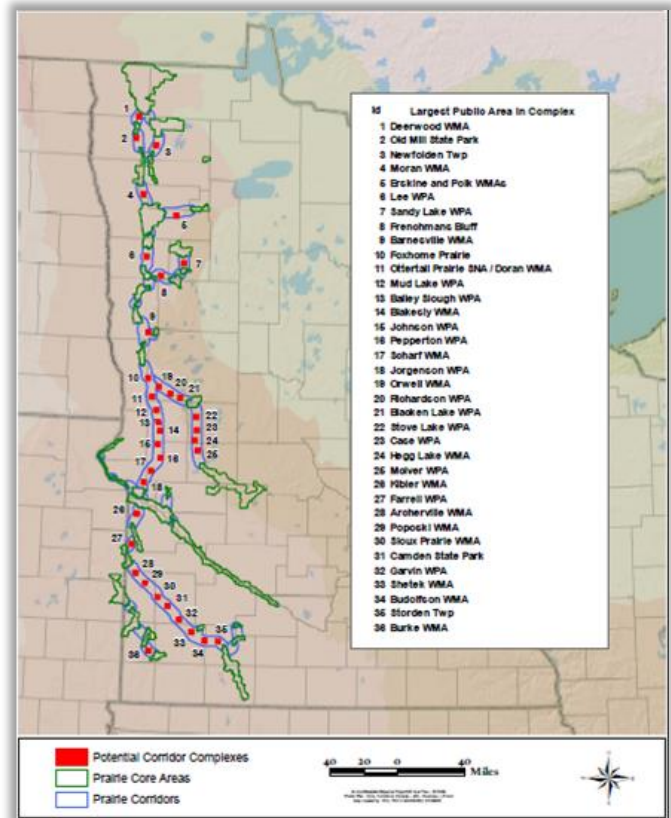 Id Largest Public Area in Complex
1 Deerwood WMA
2 Old Mill State Park
3 Newfolden Twp
4 Moran WMA
5 Erskine and Polk WMAs
6 Lee WPA
7 Sandy Lake WPA
8 Frenchmans Bluff
9 Barnesville WMA
10 Foxhome Prairie
11 Ottertail Prairie SNA / Doran WMA
12 Mud Lake WPA
13 Bailey Slough WPA
14 Blakesly WMA
15 Johnson WPA
16 Pepperton WPA
17 Scharf WMA
18 Jorgenson WPA
19 Orwell WMA
20 Richardson WPA
21 Blacken Lake WPA
22 Stove Lake WPA
23 Case WPA
24 Hegg Lake WMA
25 McIver WPA
26 Kibler WMA
27 Farrell WPA
28 Archerville WMA
29 Poposki WMA
30 Sioux Prairie WMA
31 Camden State Park
32 Garvin WPA
33 Shetek WMA
34 Budolfson WMA
35 Storden Twp
36 Burke WMA
1
2
3
4
5
6
7
8
9
10
19
20
21
11
12
22
13
14
23
24
15
25
16
17
18
26
27
28
29
30
31
32
33
35
34
36
Potential Corridor Complexes
Prairie Core Areas
Prairie Corridors
40 20 0 40
Miles